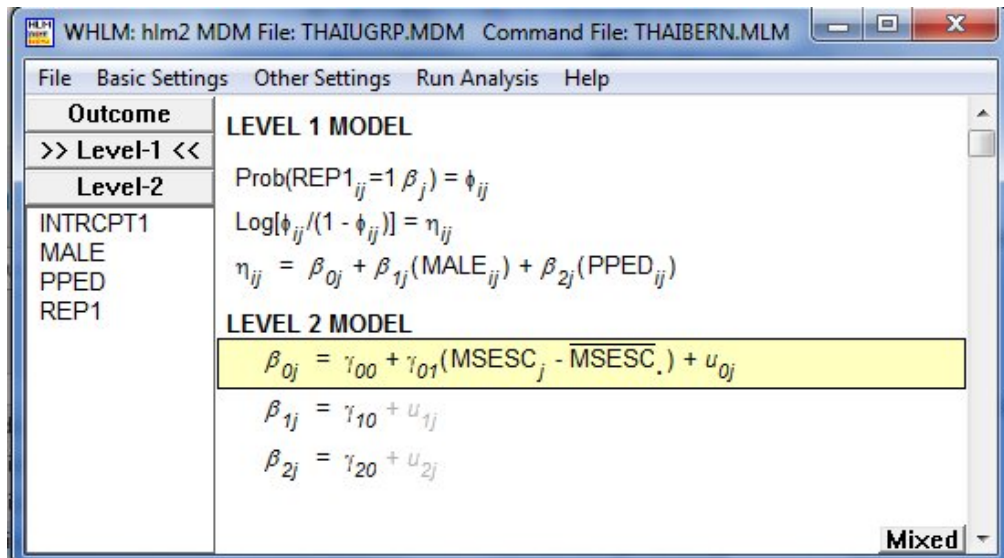 WHLM: hlm2 MDM File: THAIUGRP.MDM Command File: THAIBERN.MLM
File Basic Settings Other Settings Run Analysis Help
Outcome
>> Level-1 <<
Level-2
INTRCPT1
MALE
PPED
REP1
LEVEL 1 MODEL
Prob(REP1ij=1 βj) = ϕij
Log[ϕij/(1 - ϕij)] = ηij
ηij = β0j + β1j(MALEij) + β2j(PPEDij)
LEVEL 2 MODEL
β0j = γ00 + γ01(MSESCj - M̅S̅E̅S̅C̅.) + u0j
β1j = γ10 + u1j
β2j = γ20 + u2j
Mixed